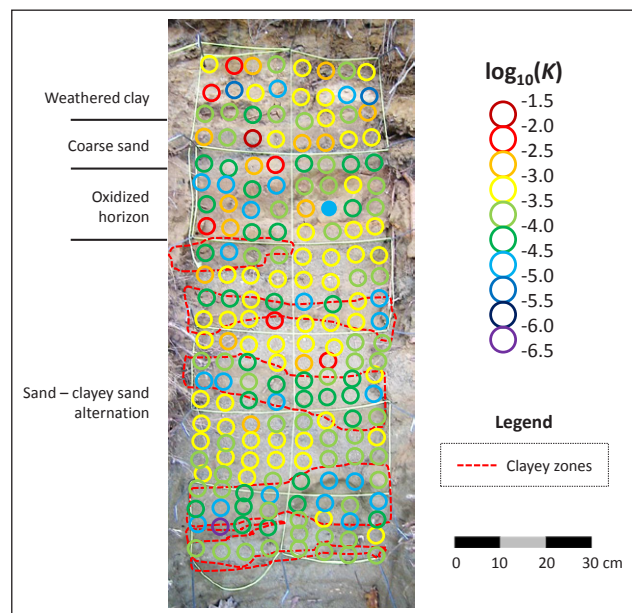 Weathered clay
Coarse sand
Oxidized
horizon
Sand – clayey sand
alternation
log₁₀(K)
-1.5
-2.0
-2.5
-3.0
-3.5
-4.0
-4.5
-5.0
-5.5
-6.0
-6.5
Legend
Clayey zones
0 10 20 30 cm